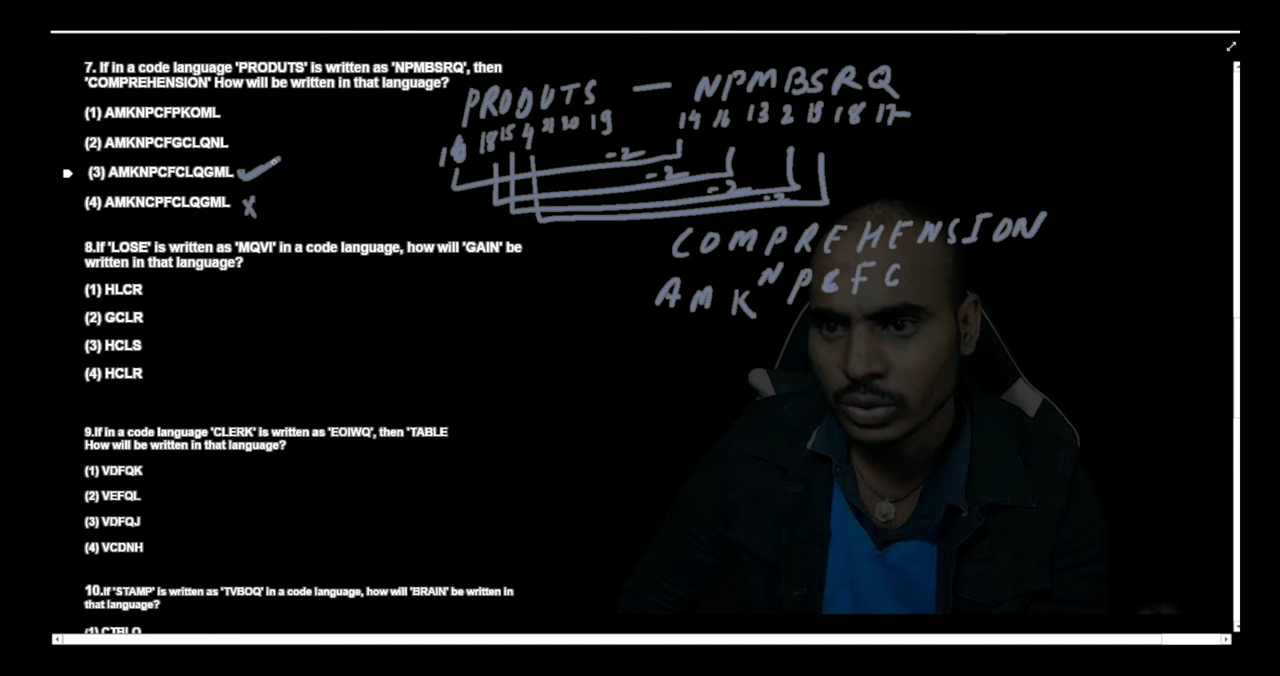 7. If in a code language 'PRODUTS' is written as 'NPMBSRQ', then
'COMPREHENSION' How will be written in that language?
(1) AMKNPCFPKOML
(2) AMKNPCFGCLQNL
(3) AMKNPCFCLQGML
(4) AMKNCPFCLQGML
PRODUTS — NPMBSRQ
16 18 15 4 21 20 19 14 16 13 2 19 18 17
-2
-2
-2
-2
COMPREHENSION
AMKNPCFC
8.If 'LOSE' is written as 'MQVI' in a code language, how will 'GAIN' be
written in that language?
(1) HLCR
(2) GCLR
(3) HCLS
(4) HCLR
9.If in a code language 'CLERK' is written as 'EOIWQ', then 'TABLE
How will be written in that language?
(1) VDFQK
(2) VEFQL
(3) VDFQJ
(4) VCDNH
10.If 'STAMP' is written as 'TVBOQ' in a code language, how will 'BRAIN' be written in
that language?